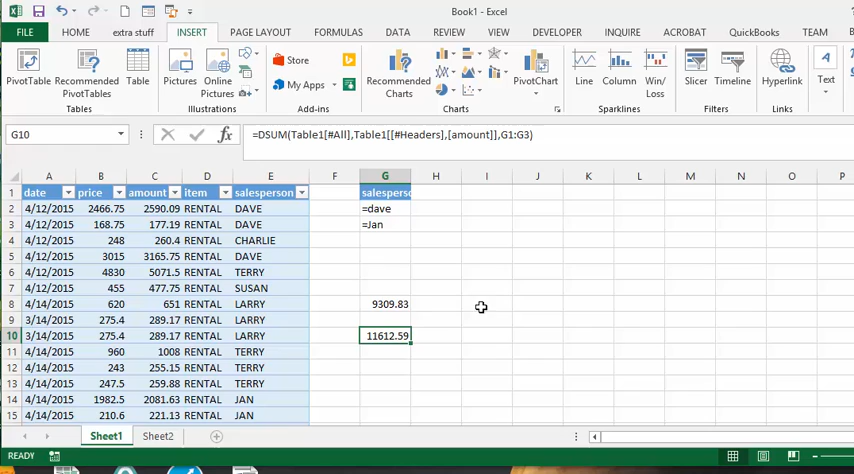 Book1 - Excel
FILE HOME extra stuff INSERT PAGE LAYOUT FORMULAS DATA REVIEW VIEW DEVELOPER INQUIRE ACROBAT QuickBooks TEAM
PivotTable Recommended PivotTables Table Pictures Online Pictures Store My Apps Recommended Charts PivotChart Line Column Win/Loss Slicer Timeline Hyperlink Text
Tables Illustrations Add-ins Charts Sparklines Filters Links
G10 fx =DSUM(Table1[#All],Table1[[#Headers],[amount]],G1:G3)
A B C D E F G H I J K L M N O P
1 date price amount item salesperson salesperso
2 4/12/2015 2466.75 2590.09 RENTAL DAVE =dave
3 4/12/2015 168.75 177.19 RENTAL DAVE =Jan
4 4/12/2015 248 260.4 RENTAL CHARLIE
5 4/12/2015 3015 3165.75 RENTAL DAVE
6 4/12/2015 4830 5071.5 RENTAL TERRY
7 4/12/2015 455 477.75 RENTAL SUSAN
8 4/14/2015 620 651 RENTAL LARRY 9309.83
9 3/14/2015 275.4 289.17 RENTAL LARRY
10 3/14/2015 275.4 289.17 RENTAL LARRY 11612.59
11 4/14/2015 960 1008 RENTAL TERRY
12 4/14/2015 243 255.15 RENTAL TERRY
13 4/14/2015 247.5 259.88 RENTAL TERRY
14 4/14/2015 1982.5 2081.63 RENTAL JAN
15 4/14/2015 210.6 221.13 RENTAL JAN
Sheet1 Sheet2
READY